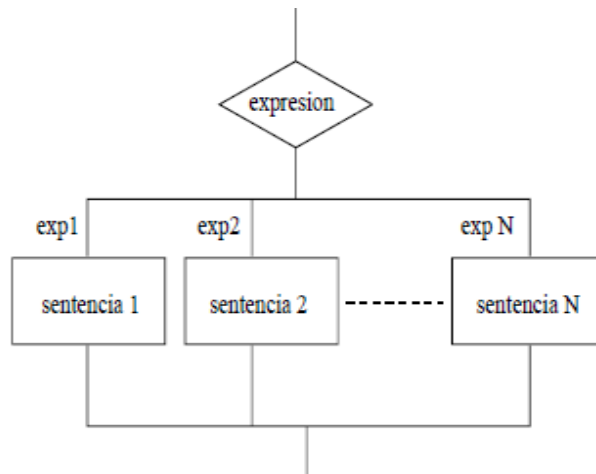 expresion
exp1
exp2
exp N
sentencia 1
sentencia 2
sentencia N